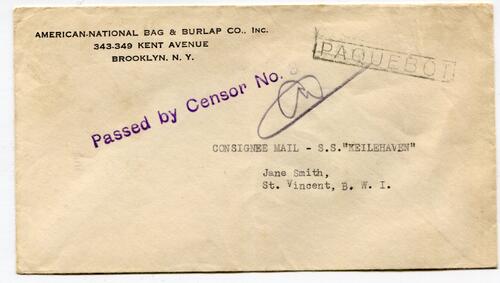 AMERICAN-NATIONAL BAG & BURLAP CO., INC.
343-349 KENT AVENUE
BROOKLYN, N. Y.
PAQUEBOT
Passed by Censor No.
CONSIGNEE MAIL - S.S."KEILEHAVEN"
Jane Smith,
St. Vincent, B. W. I.